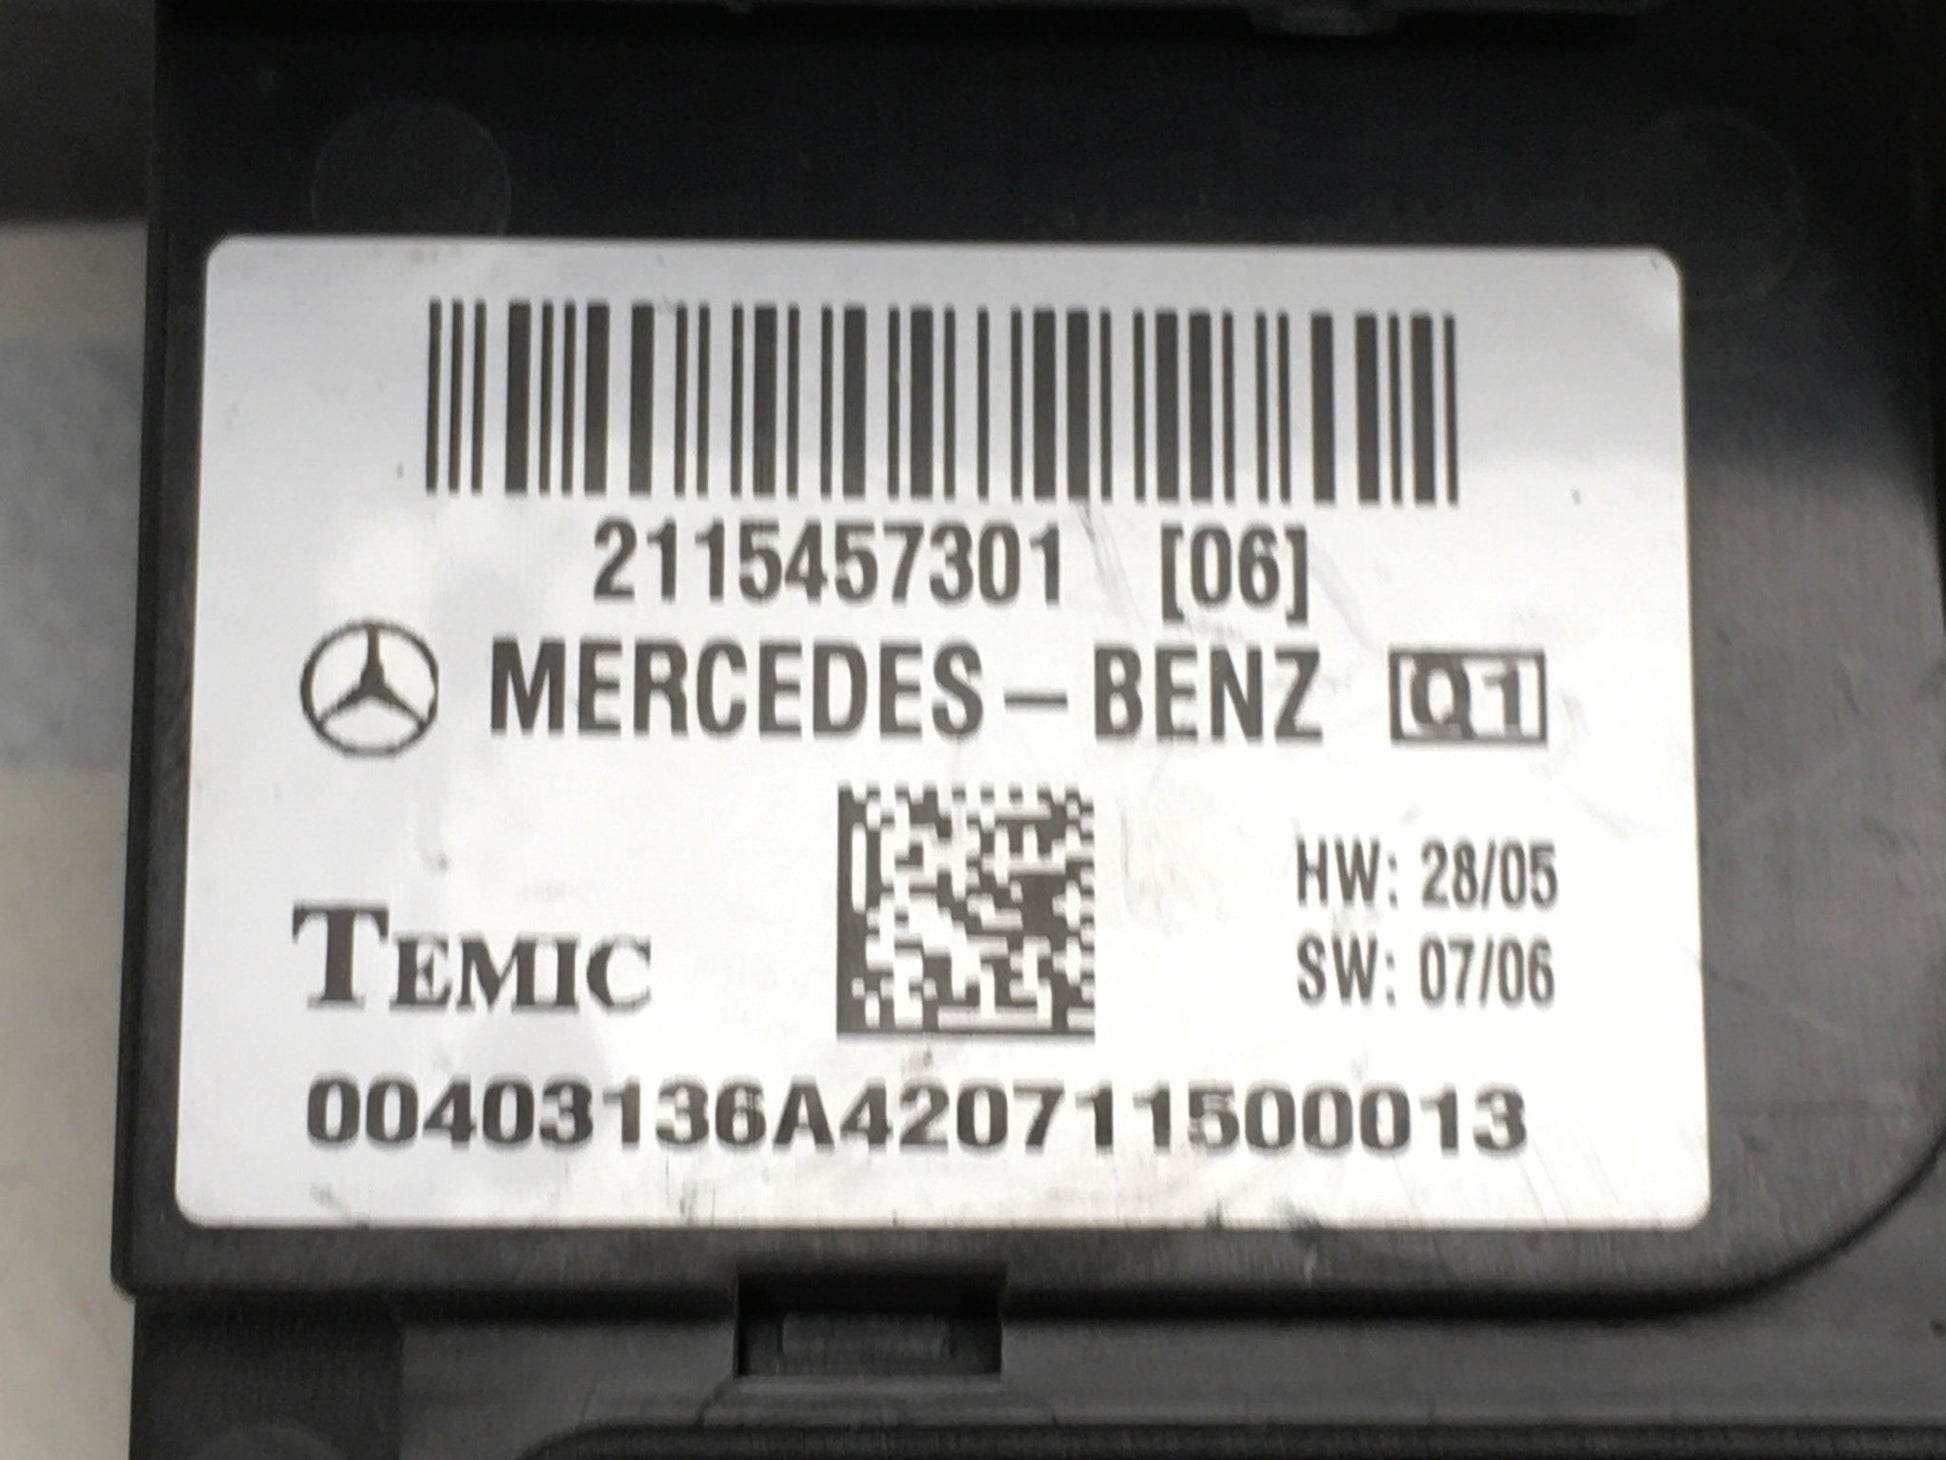 2115457301 [06]
MERCEDES-BENZ Q1
HW: 28/05
TEMIC
SW: 07/06
00403136A420711500013